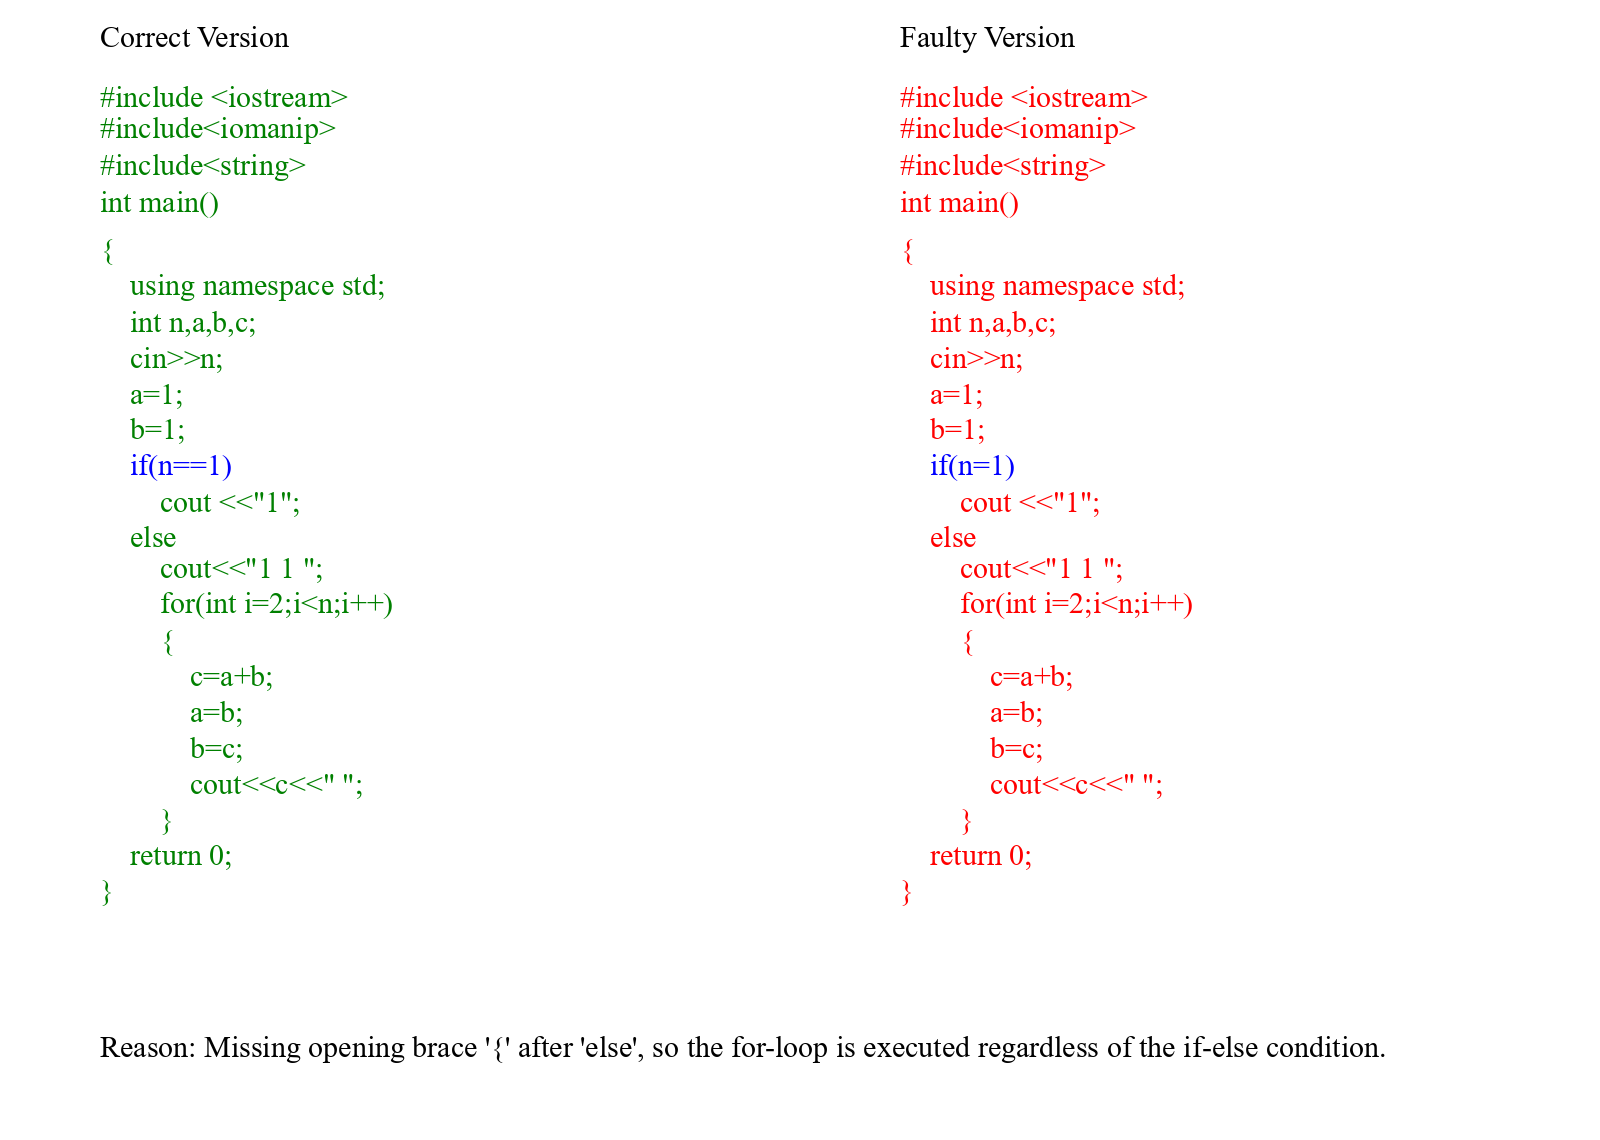 Correct Version
#include <iostream>
#include<iomanip>
#include<string>
int main()
{
using namespace std;
int n,a,b,c;
cin>>n;
a=1;
b=1;
if(n==1)
cout <<"1";
else
cout<<"1 1 ";
for(int i=2;i<n;i++)
{
c=a+b;
a=b;
b=c;
cout<<c<<" ";
}
return 0;
}
Faulty Version
#include <iostream>
#include<iomanip>
#include<string>
int main()
{
using namespace std;
int n,a,b,c;
cin>>n;
a=1;
b=1;
if(n=1)
cout <<"1";
else
cout<<"1 1 ";
for(int i=2;i<n;i++)
{
c=a+b;
a=b;
b=c;
cout<<c<<" ";
}
return 0;
}
Reason: Missing opening brace '{' after 'else', so the for-loop is executed regardless of the if-else condition.